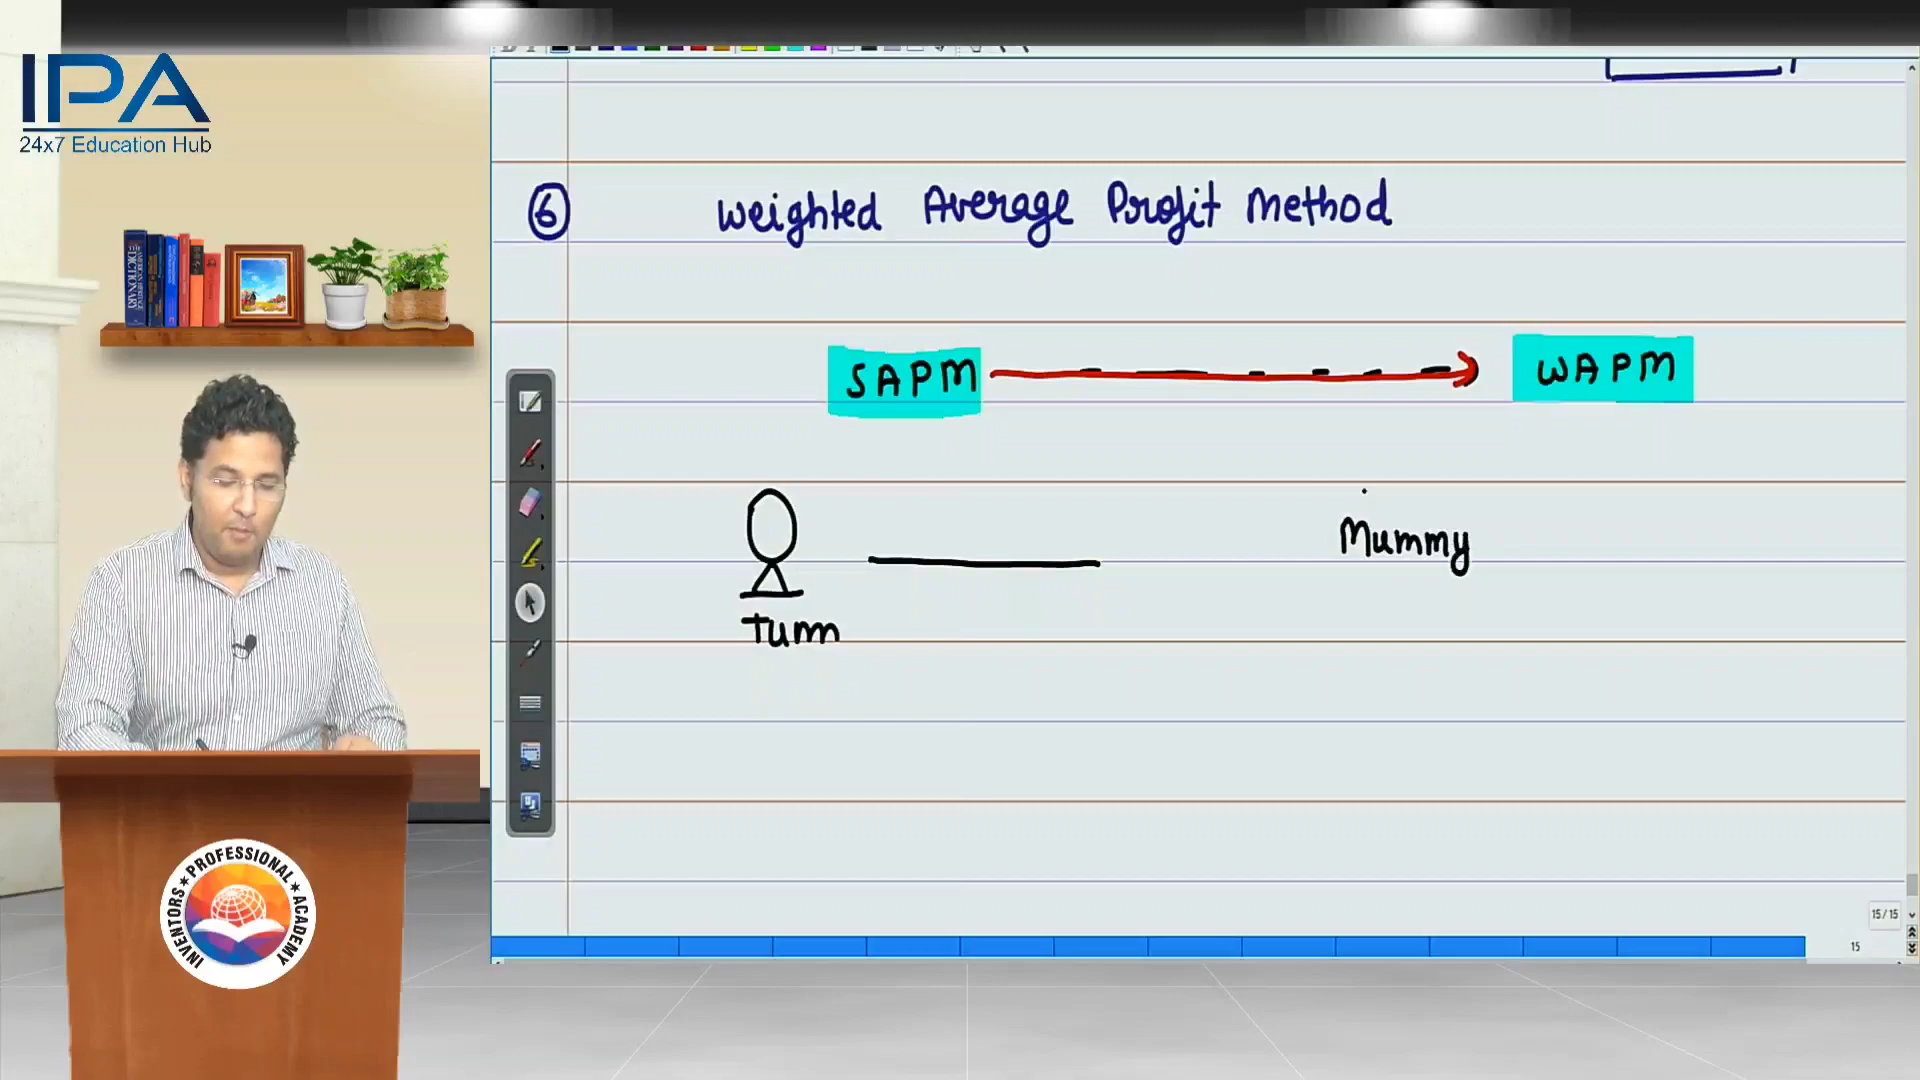 IPA
24x7 Education Hub
⑥ Weighted Average Profit Method
SAPM WAPM
Mummy
Tum
15/15
15
DICTIONARY
INVENTORS ★ PROFESSIONAL ★ ACADEMY